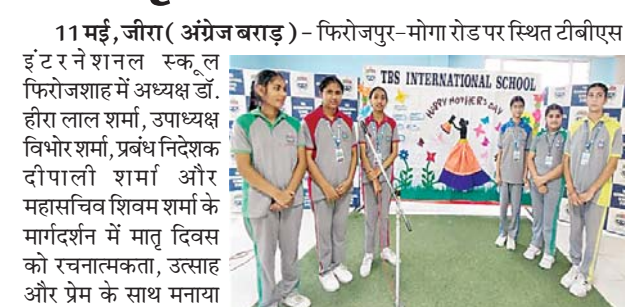 11 मई, जीरा ( अंग्रेज बराड़ ) – फिरोजपुर-मोगा रोड पर स्थित टीबीएस
इंटरनेशनल स्कूल
फिरोजशाह में अध्यक्ष डॉ.
हीरा लाल शर्मा, उपाध्यक्ष
विभोर शर्मा, प्रबंध निदेशक
दीपाली शर्मा और
महासचिव शिवम शर्मा के
मार्गदर्शन में मातृ दिवस
को रचनात्मकता, उत्साह
और प्रेम के साथ मनाया
TBS INTERNATIONAL SCHOOL
HAPPY MOTHER'S DAY